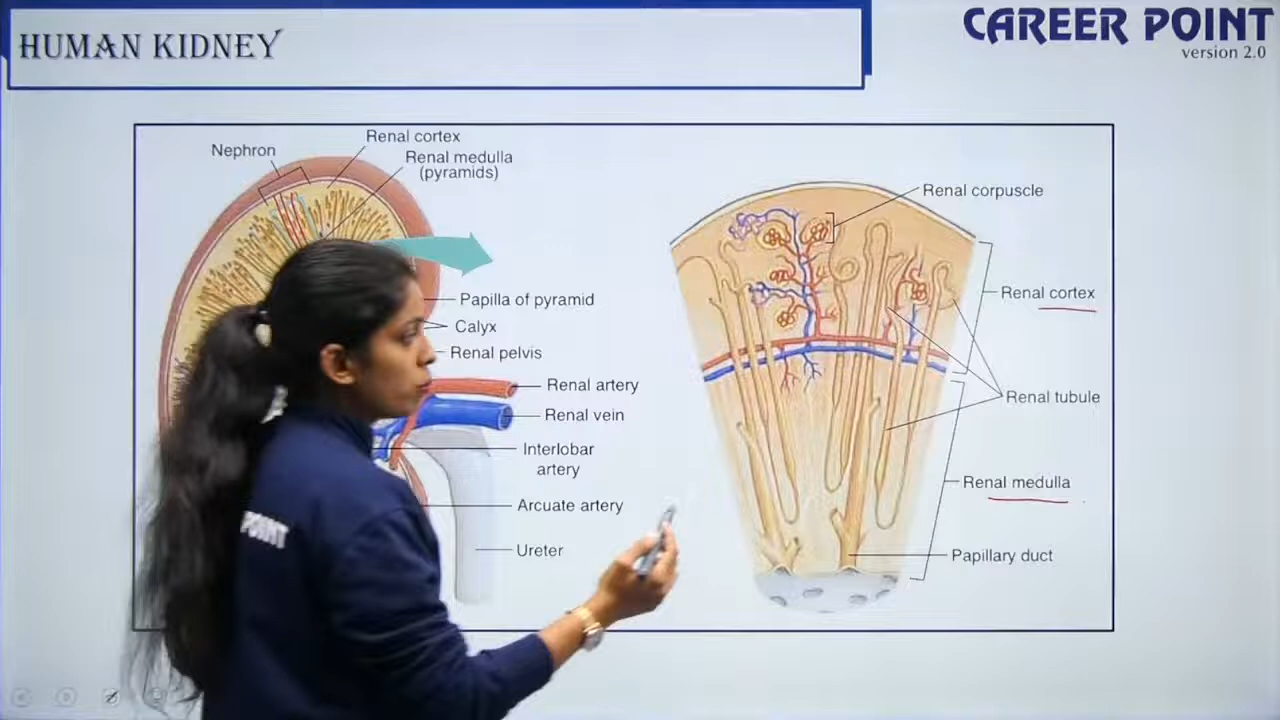 HUMAN KIDNEY
CAREER POINT
version 2.0
Renal cortex
Nephron
Renal medulla
(pyramids)
Papilla of pyramid
Calyx
Renal pelvis
Renal artery
Renal vein
Interlobar
artery
Arcuate artery
Ureter
Renal corpuscle
Renal cortex
Renal tubule
Renal medulla
Papillary duct
POINT